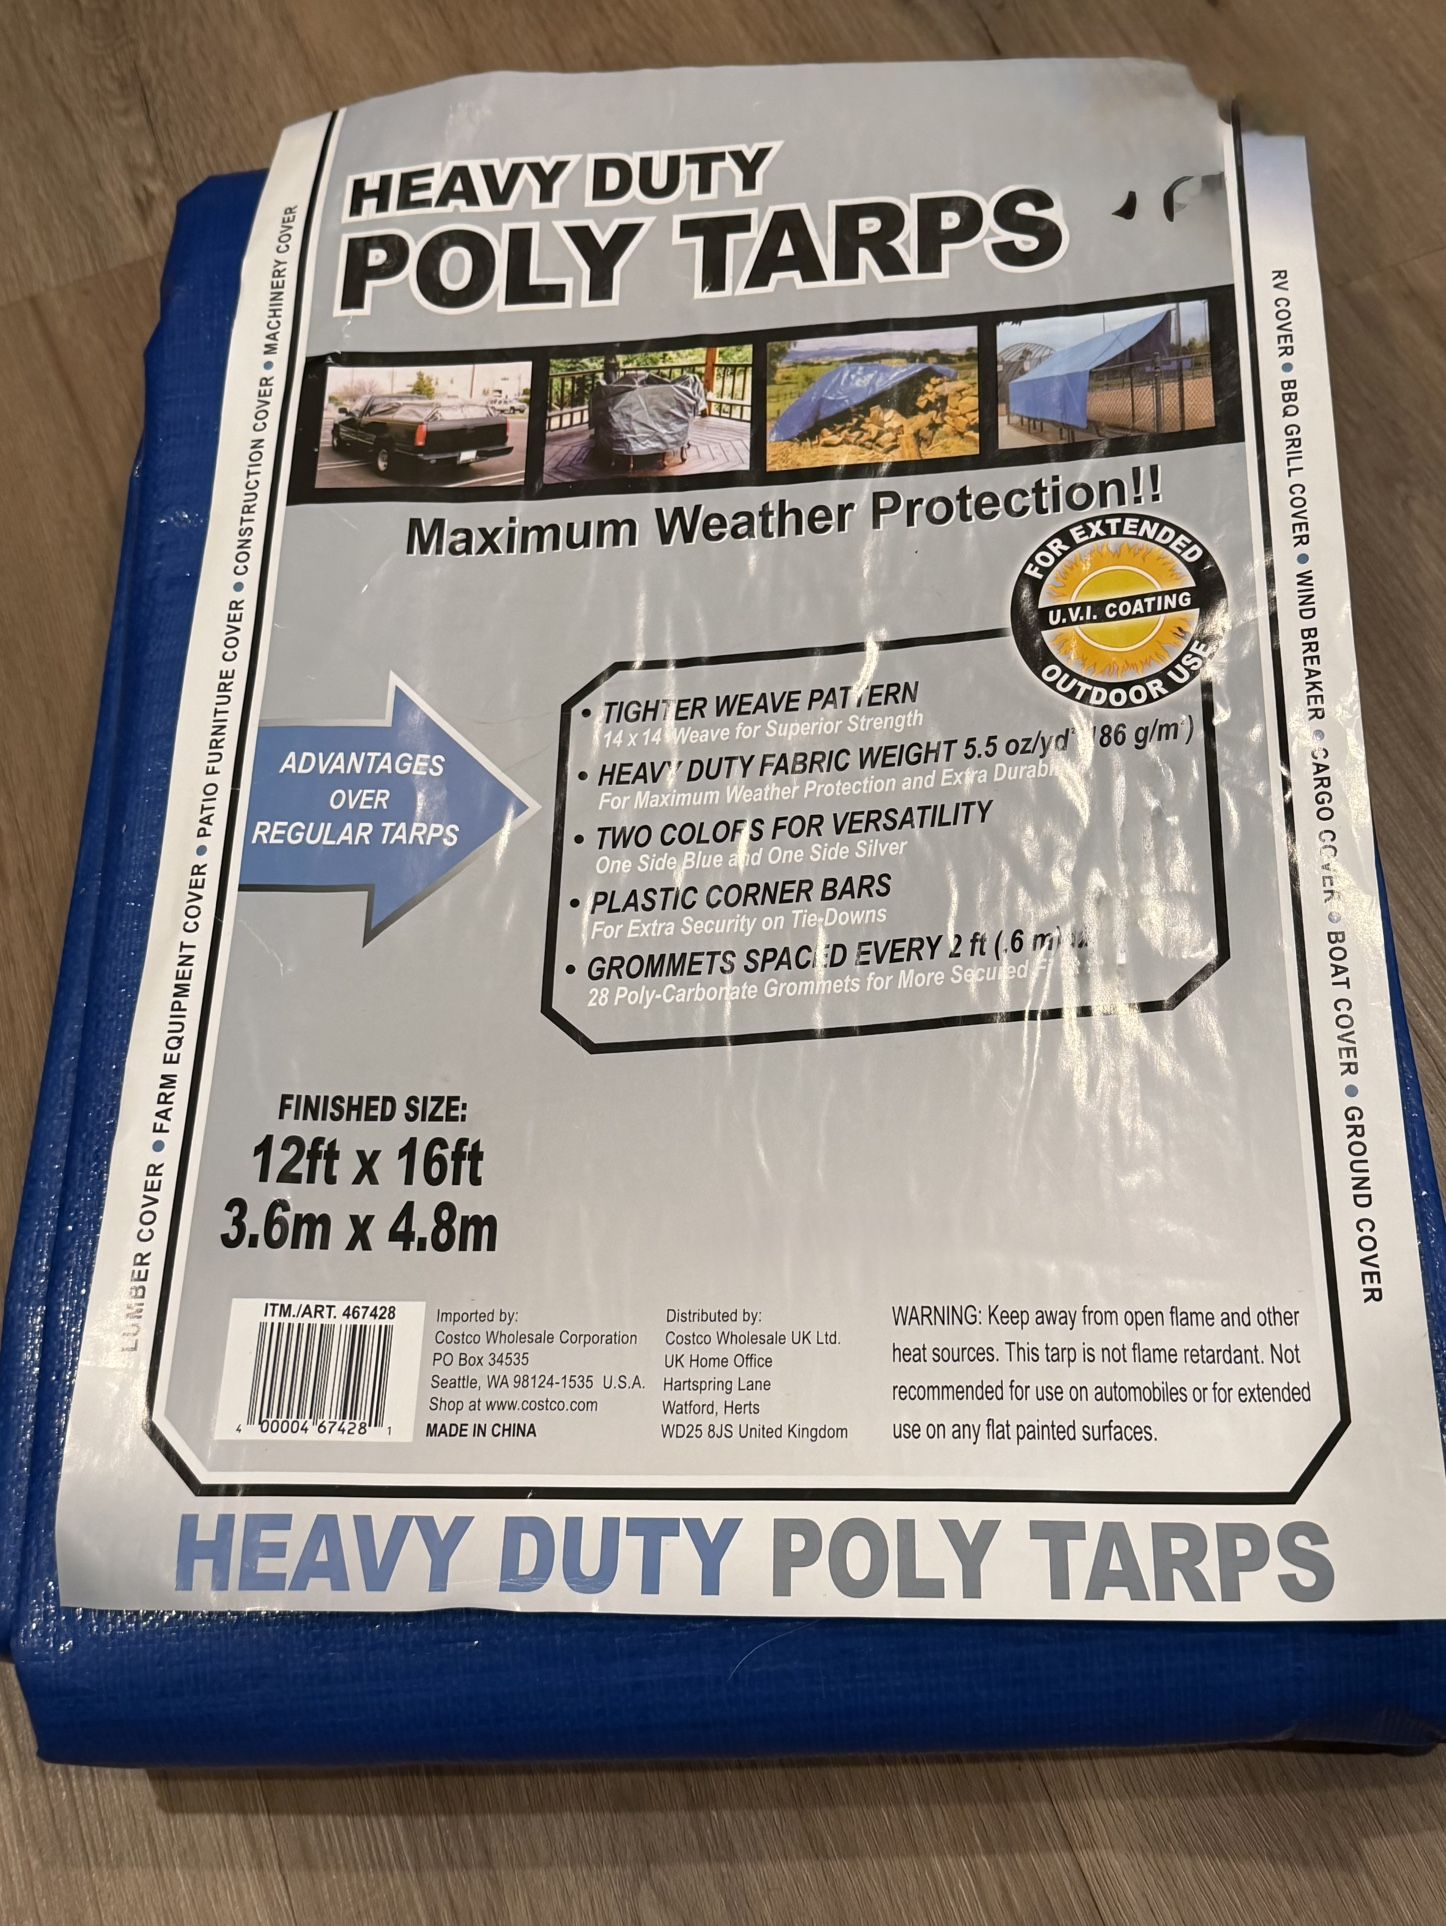 HEAVY DUTY
POLY TARPS
Maximum Weather Protection!!
FOR EXTENDED
U.V.I. COATING
OUTDOOR USE
ADVANTAGES
OVER
REGULAR TARPS
• TIGHTER WEAVE PATTERN
14 x 14 Weave for Superior Strength
• HEAVY DUTY FABRIC WEIGHT 5.5 oz/yd² 86 g/m²)
For Maximum Weather Protection and Extra
• TWO COLORS FOR VERSATILITY
One Side Blue and One Side Silver
• PLASTIC CORNER BARS
For Extra Security on Tie-Downs
• GROMMETS SPACED EVERY 2 ft (.6 m)
28 Poly-Carbonate Grommets for More Secured
FINISHED SIZE:
12ft x 16ft
3.6m x 4.8m
ITM./ART. 467428
4 00004 67428 1
Imported by:
Costco Wholesale Corporation
PO Box 34535
Seattle, WA 98124-1535 U.S.A.
Shop at www.costco.com
MADE IN CHINA
Distributed by:
Costco Wholesale UK Ltd.
UK Home Office
Hartspring Lane
Watford, Herts
WD25 8JS United Kingdom
WARNING: Keep away from open flame and other
heat sources. This tarp is not flame retardant. Not
recommended for use on automobiles or for extended
use on any flat painted surfaces.
LUMBER COVER • FARM EQUIPMENT COVER • PATIO FURNITURE COVER • CONSTRUCTION COVER • MACHINERY COVER
RV COVER • BBQ GRILL COVER • WIND BREAKER • CARGO COVER • BOAT COVER • GROUND COVER
HEAVY DUTY POLY TARPS